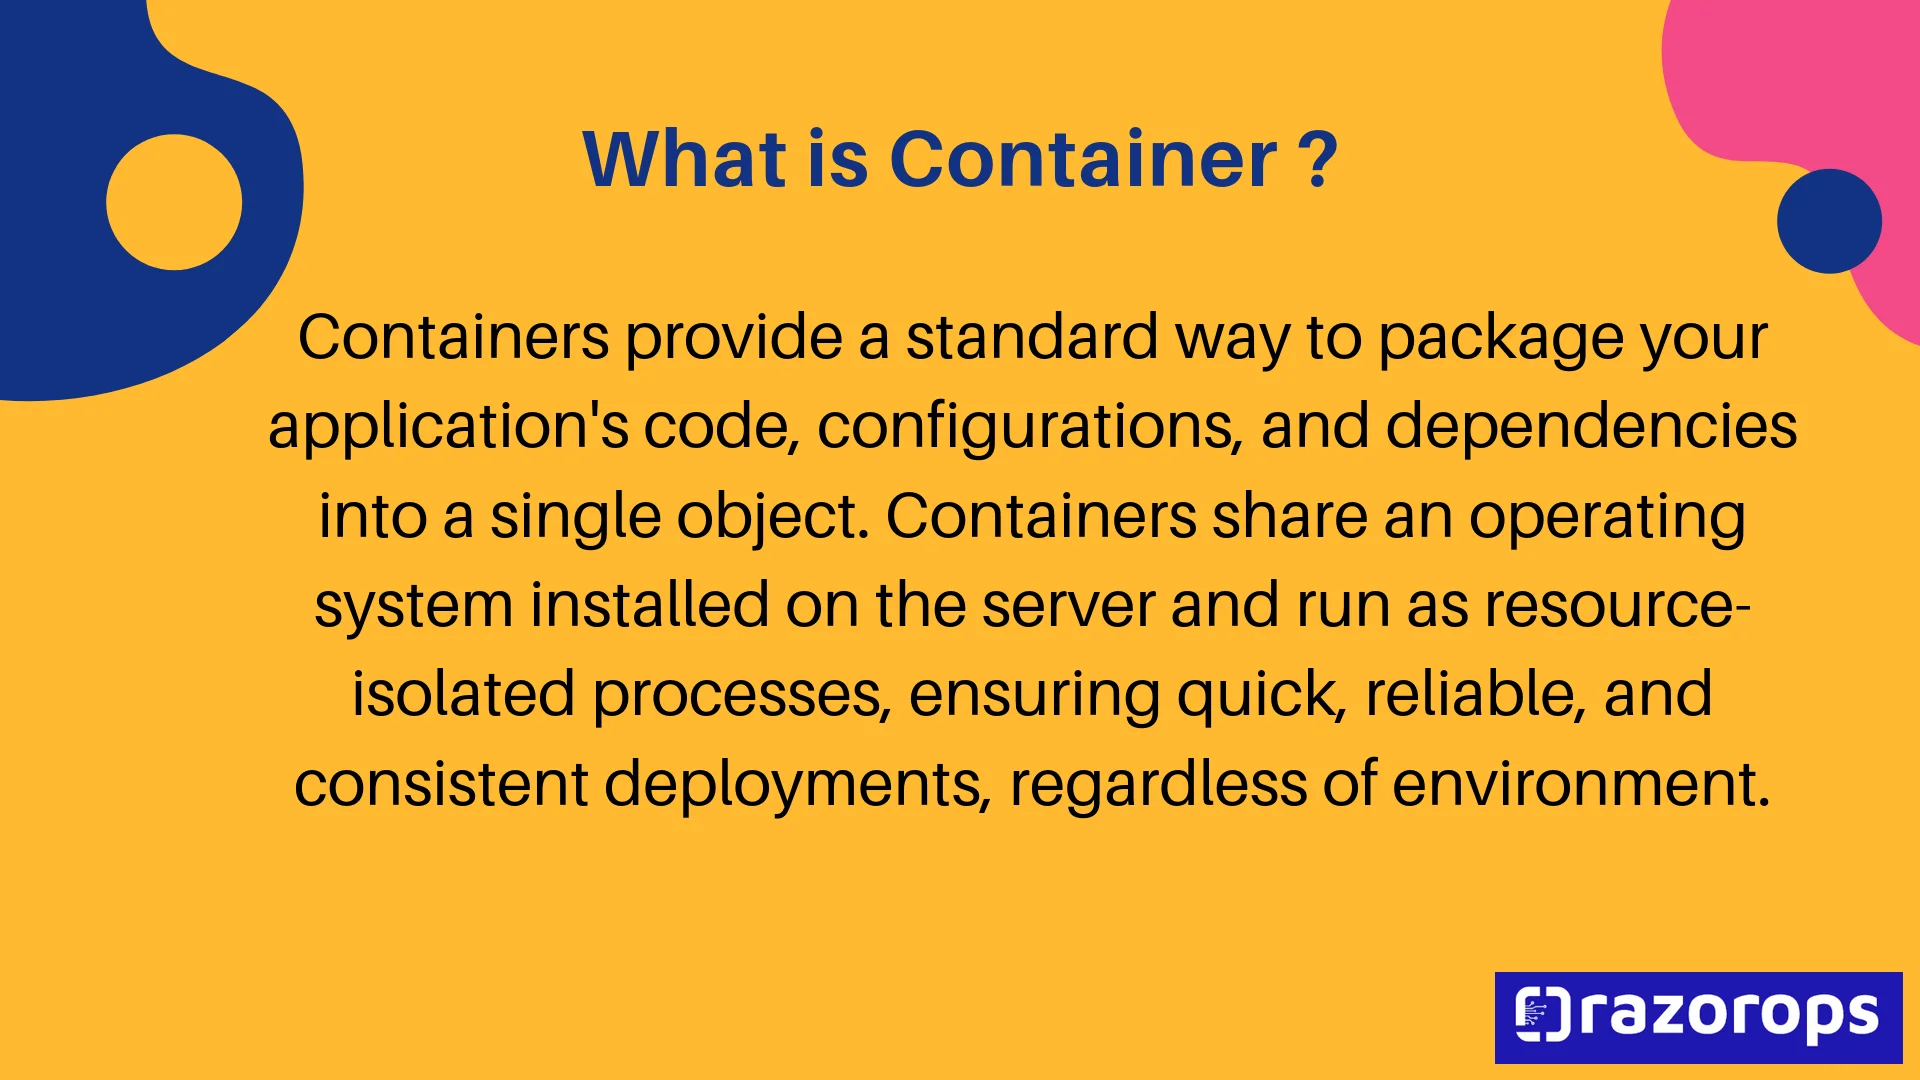 What is Container ?
Containers provide a standard way to package your
application's code, configurations, and dependencies
into a single object. Containers share an operating
system installed on the server and run as resource-
isolated processes, ensuring quick, reliable, and
consistent deployments, regardless of environment.
razorops